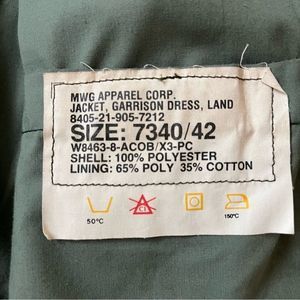 MWG APPAREL CORP.
JACKET, GARRISON DRESS, LAND
8405-21-905-7212
SIZE: 7340/42
W8463-8-ACOB/X3-PC
SHELL: 100% POLYESTER
LINING: 65% POLY 35% COTTON
Cl
50°C 150°C